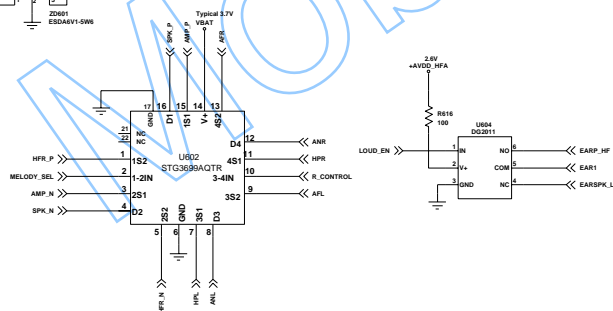 1 2 3
ZD601
ESDA6V1-5W6
Typical 3.7V
VBAT
SPK_P
AMP_P
AFR
17 16 15 14 13
GND
D1
1S1
V+
4S2
21 NC
22 NC
U602
STG3699AQTR
HFR_P 1 1S2
MELODY_SEL 2 1-2IN
AMP_N 3 2S1
SPK_N 4 D2
D4 12 ANR
4S1 11 HPR
3-4IN 10 R_CONTROL
3S2 9 AFL
2S2
GND
3S1
D3
5 6 7 8
HFR_N
HPL
ANL
2.6V
+AVDD_HFA
R616
100
U604
DG2011
LOUD_EN 1 IN
2 V+
3 GND
NO 6 EARP_HF
COM 5 EAR1
NC 4 EARSPK_L